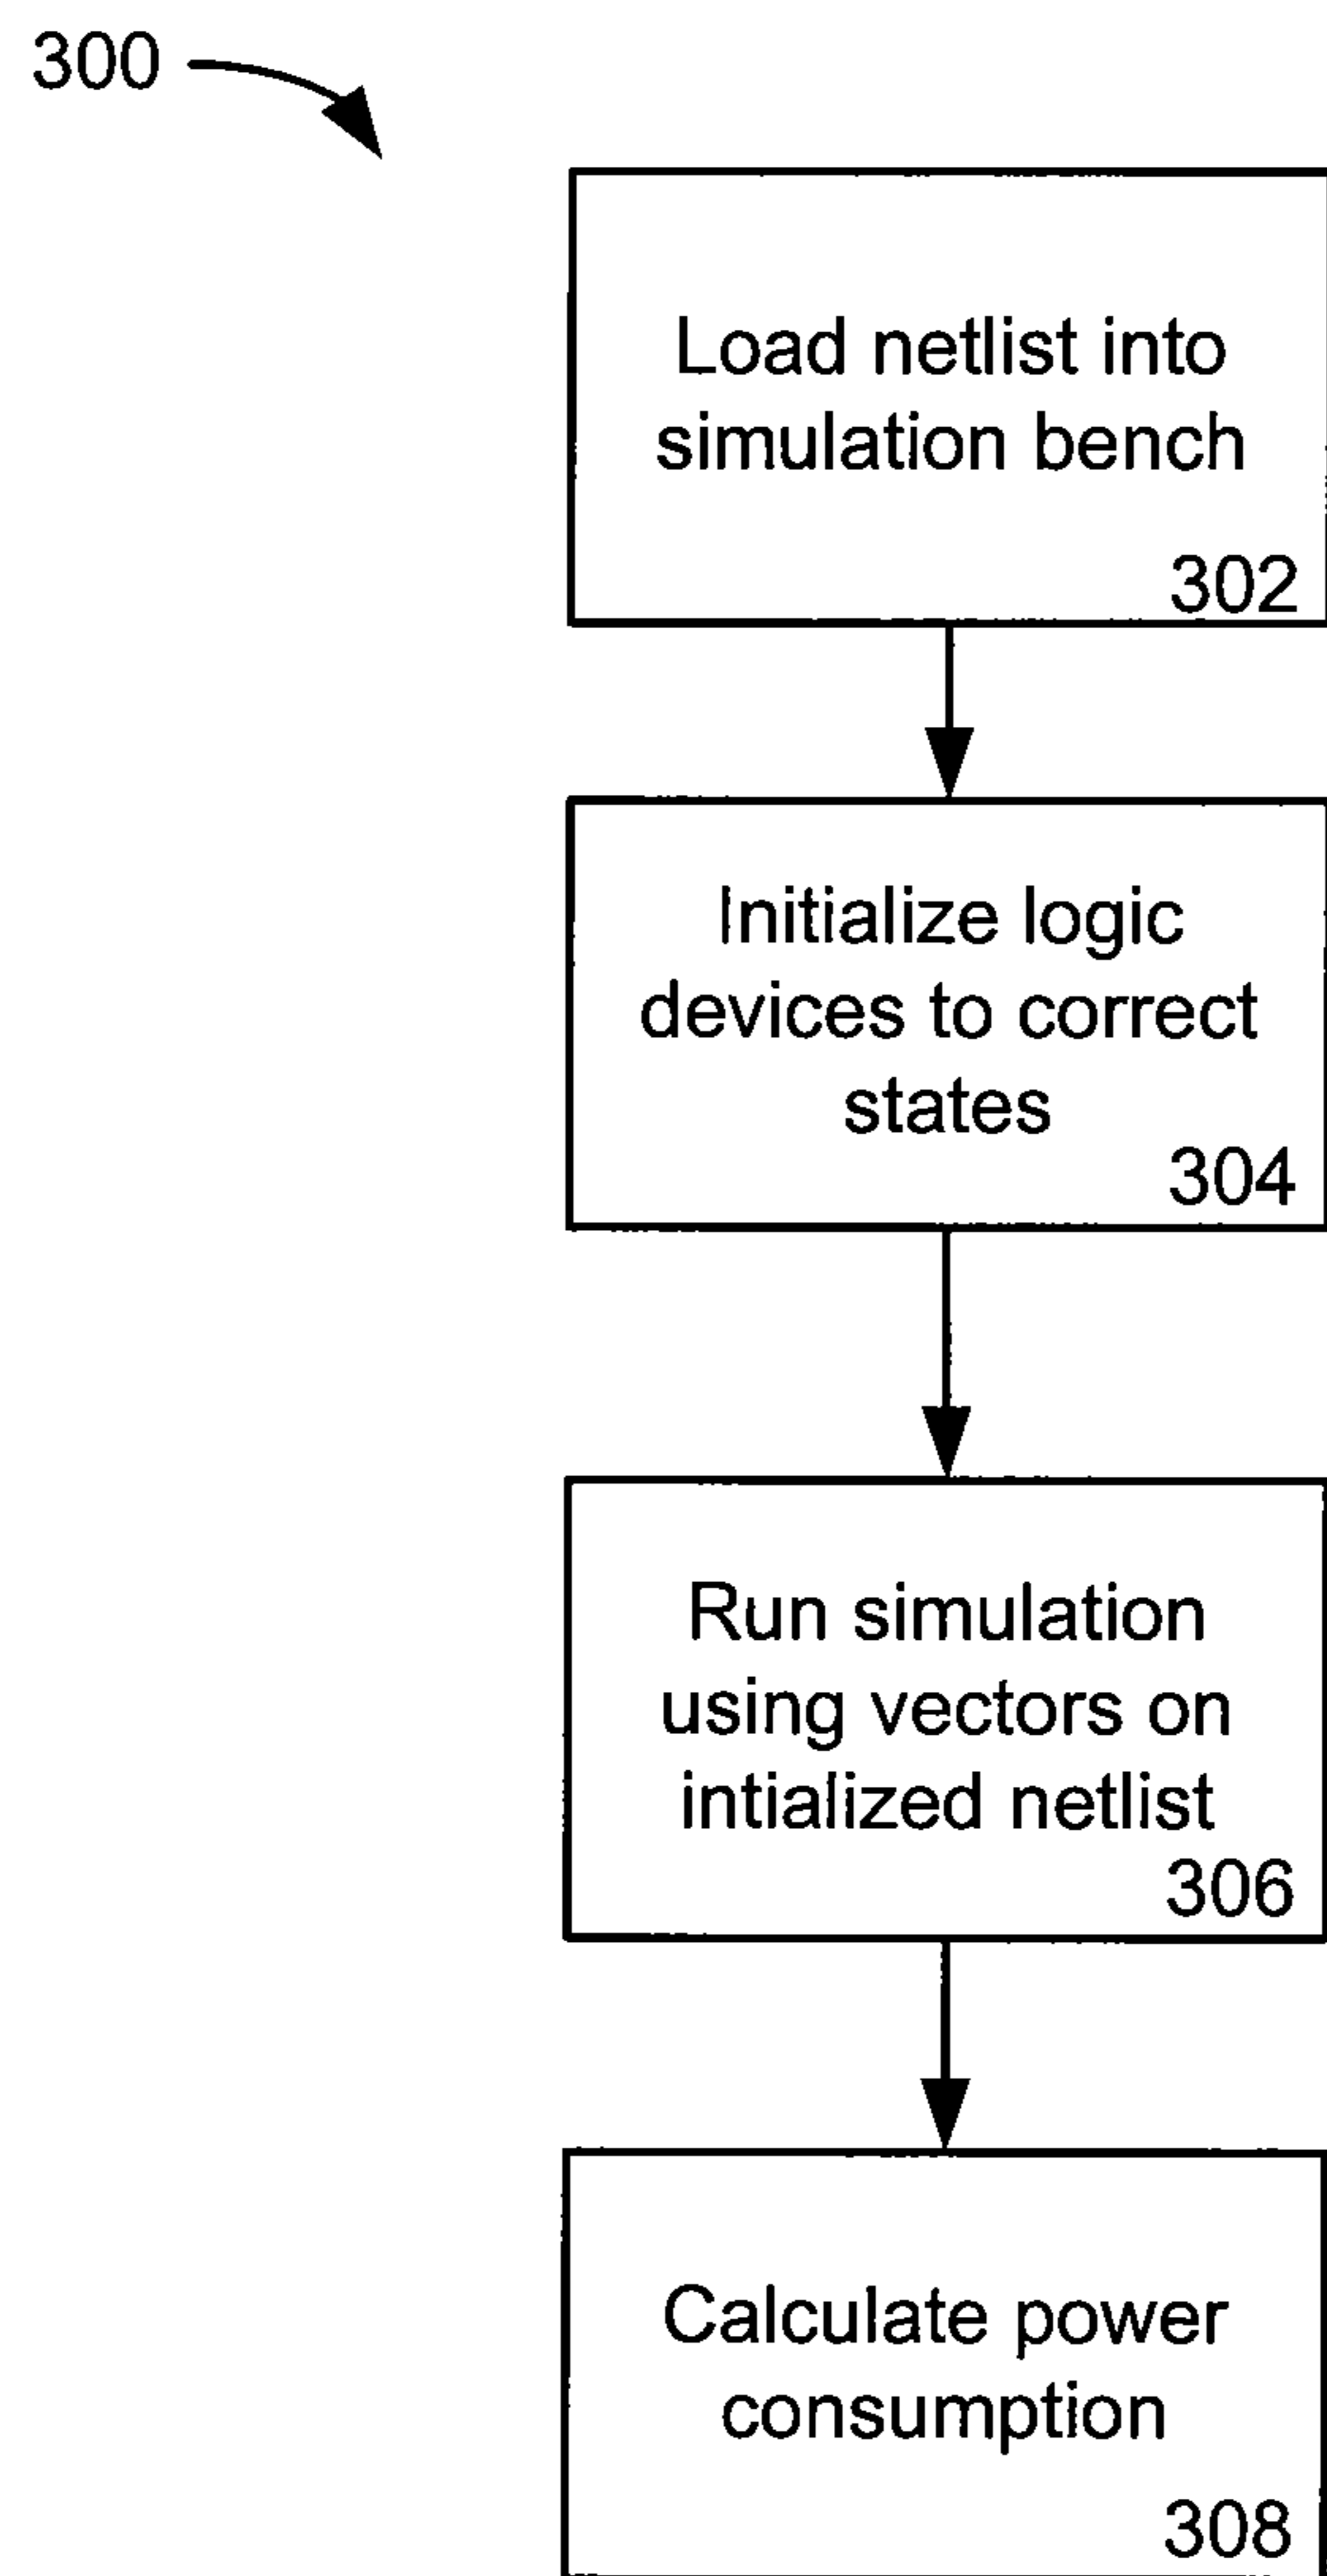 300
Load netlist into
simulation bench
302
Initialize logic
devices to correct
states
304
Run simulation
using vectors on
intialized netlist
306
Calculate power
consumption
308